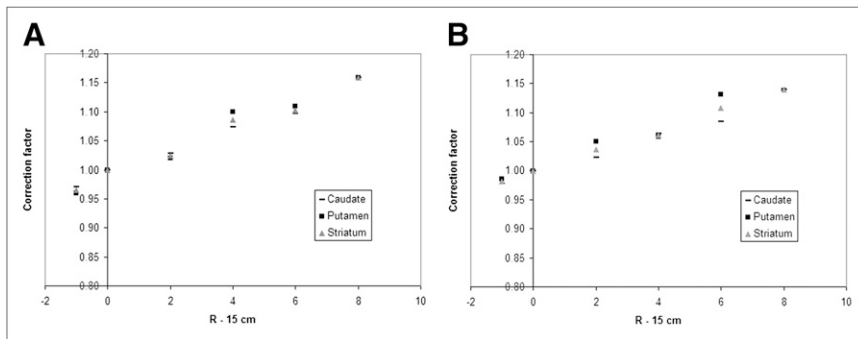 A
1.20
1.15
1.10
1.05
1.00
0.95
0.90
0.85
0.80
Correction factor
Caudate
Putamen
Striatum
-2 0 2 4 6 8 10
R - 15 cm
B
1.20
1.15
1.10
1.05
1.00
0.95
0.90
0.85
0.80
Correction factor
Caudate
Putamen
Striatum
-2 0 2 4 6 8 10
R - 15 cm